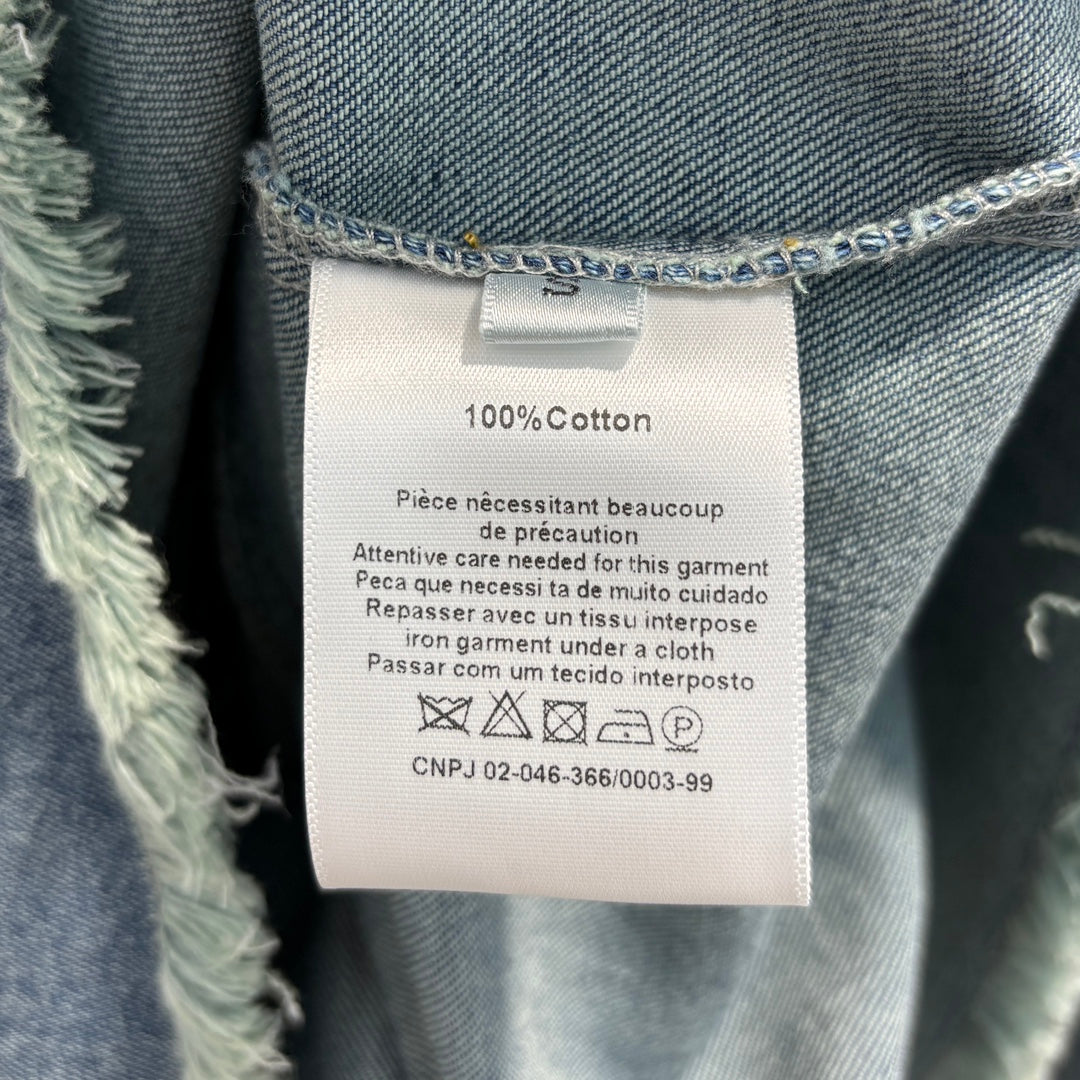 100%Cotton
Pièce nêcessitant beaucoup
de précaution
Attentive care needed for this garment
Peca que necessi ta de muito cuidado
Repasser avec un tissu interpose
iron garment under a cloth
Passar com um tecido interposto
P
CNPJ 02-046-366/0003-99